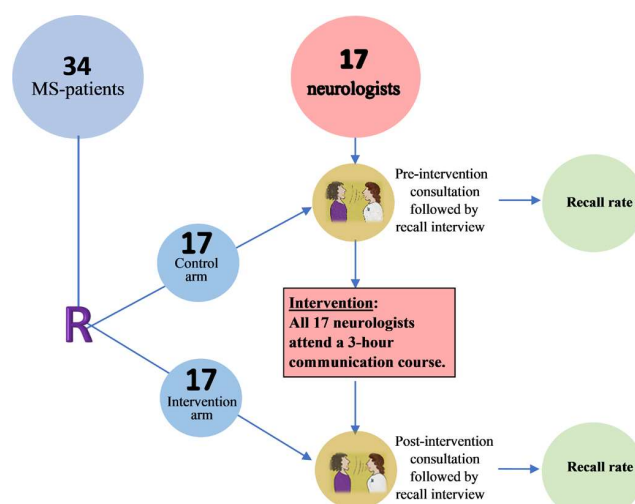 34
MS-patients
17
neurologists
Pre-intervention
consultation
followed by
recall interview
Recall rate
17
Control
arm
R
Intervention:
All 17 neurologists
attend a 3-hour
communication course.
17
Intervention
arm
Post-intervention
consultation
followed by
recall interview
Recall rate